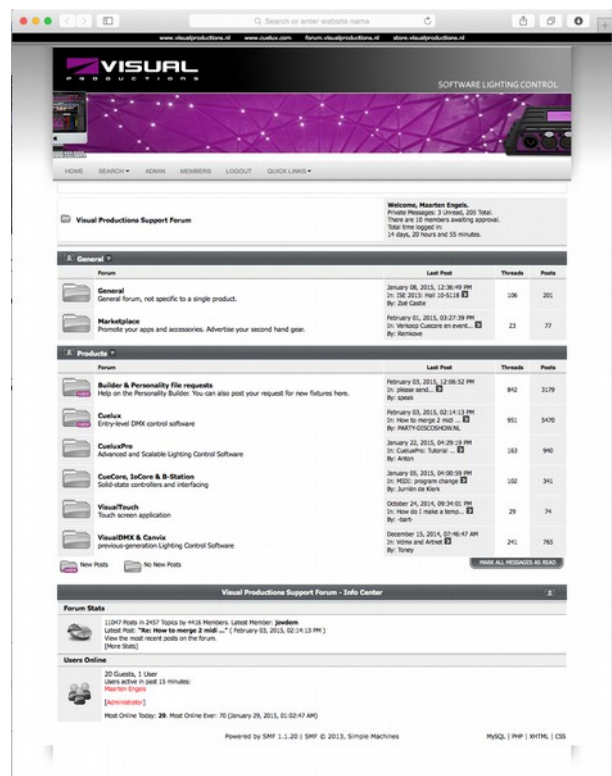 Search or enter website name
www.visualproductions.nl www.cuelux.com forum.visualproductions.nl store.visualproductions.nl
VISUAL
PRODUCTIONS
SOFTWARE LIGHTING CONTROL
HOME SEARCH ADMIN MEMBERS LOGOUT QUICK LINKS
Visual Productions Support Forum
Welcome, Maarten Engels.
Private Messages: 3 Unread, 205 Total.
There are 18 members awaiting approval.
Total time logged in:
14 days, 20 hours and 55 minutes.
General
Forum Last Post Threads Posts
General
General forum, not specific to a single product.
January 08, 2015, 12:36:49 PM
In: ISE 2015: Hall 10-S118
By: Zoë Castle
106 201
Marketplace
Promote your apps and accessories. Advertise your second hand gear.
February 01, 2015, 03:27:39 PM
In: Verkoop Cuecore en event...
By: Remkove
23 77
Products
Forum Last Post Threads Posts
Builder & Personality file requests
Help on the Personality Builder. You can also post your request for new fixtures here.
February 03, 2015, 12:06:52 PM
In: please send...
By: speak
842 3179
Cuelux
Entry-level DMX control software
February 03, 2015, 02:14:13 PM
In: How to merge 2 midi ...
By: PARTY-DISCOSHOW.NL
951 5470
CueluxPro
Advanced and Scalable Lighting Control Software
January 22, 2015, 04:29:19 PM
In: CueluxPro: Tutorial ...
By: Anton
163 940
CueCore, IoCore & B-Station
Solid-state controllers and interfacing
January 05, 2015, 04:00:59 PM
In: MIDI: program change
By: Jurriën de Klerk
102 341
VisualTouch
Touch screen application
October 24, 2014, 09:34:01 PM
In: How do I make a temp...
By: -bart-
29 74
VisualDMX & Canvix
previous-generation Lighting Control Software
December 15, 2014, 07:46:47 AM
In: Vdmx and Artnet
By: Toney
241 765
New Posts No New Posts
MARK ALL MESSAGES AS READ
Visual Productions Support Forum - Info Center
Forum Stats
11047 Posts in 2457 Topics by 4416 Members. Latest Member: jowdem
Latest Post: "Re: How to merge 2 midi ..." ( February 03, 2015, 02:14:13 PM )
View the most recent posts on the forum.
[More Stats]
Users Online
20 Guests, 1 User
Users active in past 15 minutes:
Maarten Engels
[Administrator]
Most Online Today: 29. Most Online Ever: 70 (January 29, 2015, 01:02:47 AM)
Powered by SMF 1.1.20 | SMF © 2013, Simple Machines
MySQL | PHP | XHTML | CSS